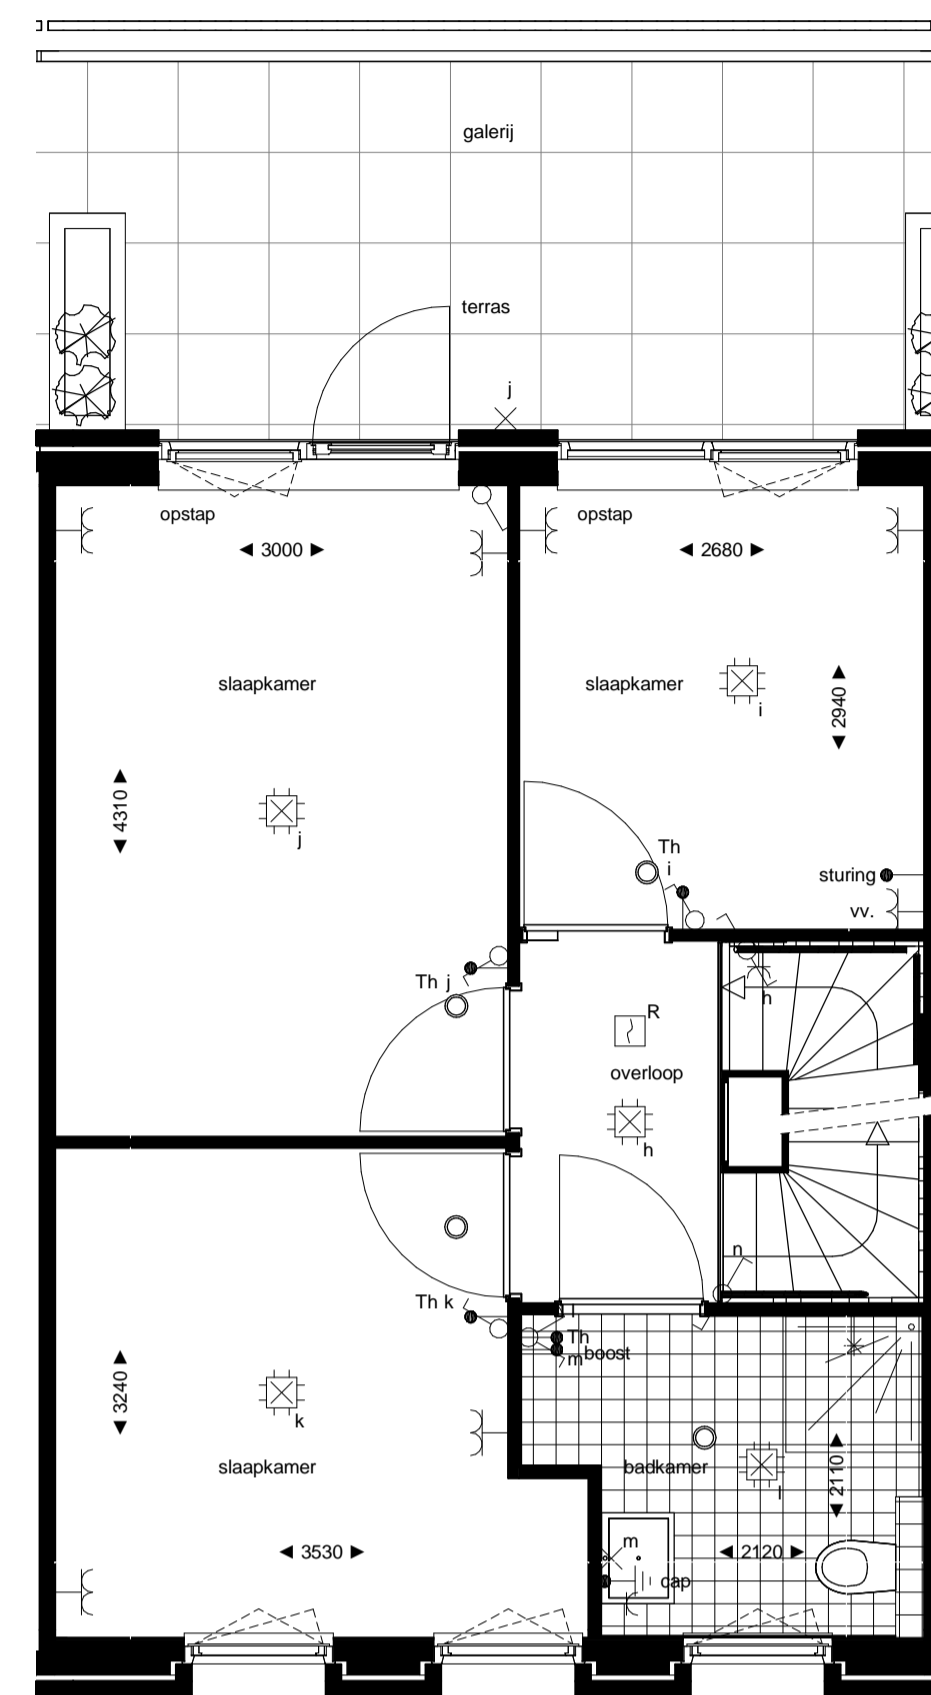 galerij
terras
j
opstap
opstap
3000
2680
slaapkamer
slaapkamer
i
2940
4310
j
Th
i
sturing
vv.
Th j
h
R
overloop
h
n
Th k
l
Th
m
boost
3240
k
slaapkamer
badkamer
l
2110
m
3530
2120
cap